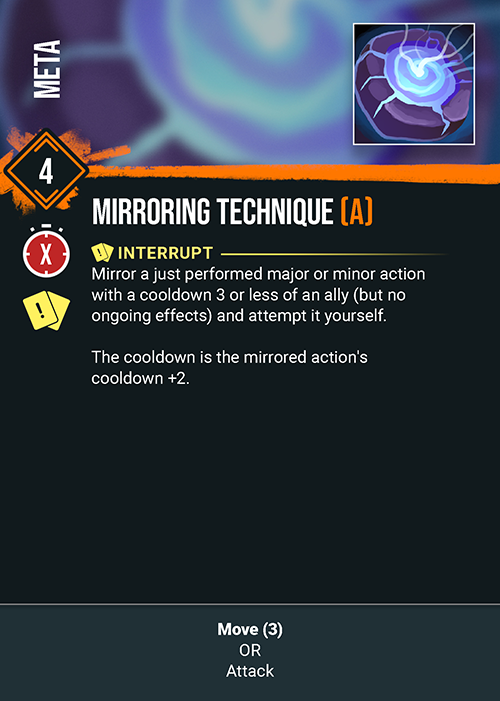 META
4
MIRRORING TECHNIQUE (A)
X
! INTERRUPT
!
Mirror a just performed major or minor action
with a cooldown 3 or less of an ally (but no
ongoing effects) and attempt it yourself.
The cooldown is the mirrored action's
cooldown +2.
Move (3)
OR
Attack